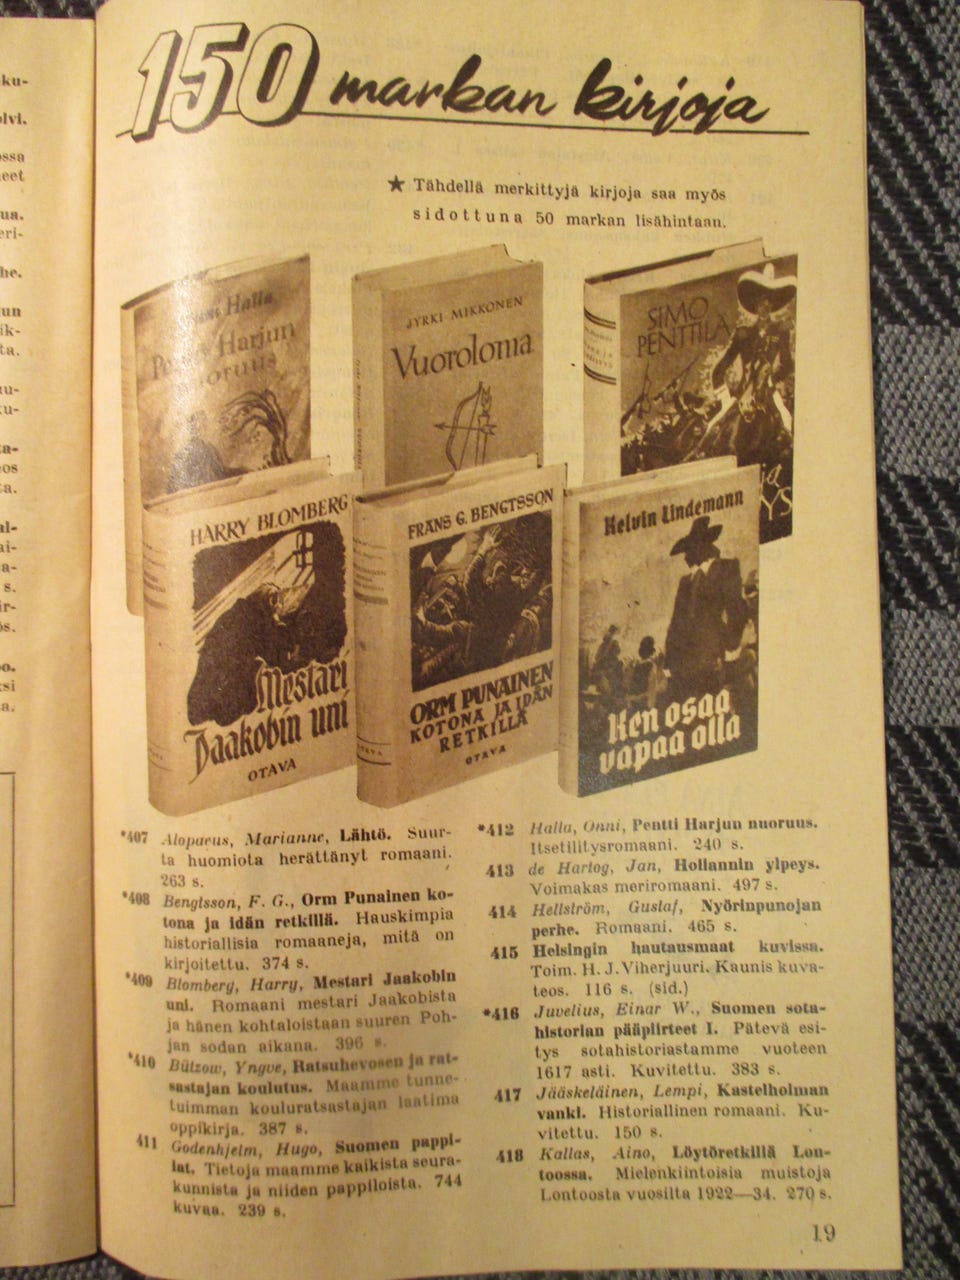 150 markan kirjoja
★ Tähdellä merkittyjä kirjoja saa myös
sidottuna 50 markan lisähintaan.
Halla
Harjun
JYRKI MIKKONEN
Vuoroloma
SIMO
PENTTILÄ
HARRY BLOMBERG
Mestari
Jaakobin uni
OTAVA
FRANS G. BENGTSSON
ORM PUNAINEN
KOTONA JA IDÄN
RETKILLÄ
OTAVA
Kelvin Lindemann
Ken osaa
vapaa olla
*407 Alopaeus, Marianne, Lähtö. Suur-
ta huomiota herättänyt romaani.
263 s.
*408 Bengtsson, F. G., Orm Punainen ko-
tona ja idän retkillä. Hauskimpia
historiallisia romaaneja, mitä on
kirjoitettu. 374 s.
*409 Blomberg, Harry, Mestari Jaakobin
uni. Romaani mestari Jaakobista
ja hänen kohtaloistaan suuren Poh-
jan sodan aikana. 396 s.
*410 Bützow, Yngve, Ratsuhevosen ja rat-
sastajan koulutus. Maamme tunne-
tuimman kouluratsastajan laatima
oppikirja. 387 s.
411 Godenhjelm, Hugo, Suomen pappi-
lat. Tietoja maamme kaikista seura-
kunnista ja niiden pappiloista. 744
kuvaa. 239 s.
*412 Halla, Onni, Pentti Harjun nuoruus.
Itsetilitysromaani. 240 s.
413 de Hartog, Jan, Hollannin ylpeys.
Voimakas meriromaani. 497 s.
414 Hellström, Gustaf, Nyörinpunojan
perhe. Romaani. 465 s.
415 Helsingin hautausmaat kuvissa.
Toim. H. J. Viherjuuri. Kaunis kuva-
teos. 116 s. (sid.)
*416 Juvelius, Einar W., Suomen sota-
historian pääpiirteet I. Pätevä esi-
tys sotahistoriastamme vuoteen
1617 asti. Kuvitettu. 383 s.
417 Jääskeläinen, Lempi, Kastelholman
vanki. Historiallinen romaani. Ku-
vitettu. 150 s.
418 Kallas, Aino, Löytöretkillä Lon-
toossa. Mielenkiintoisia muistoja
Lontoosta vuosilta 1922—34. 270 s.
19